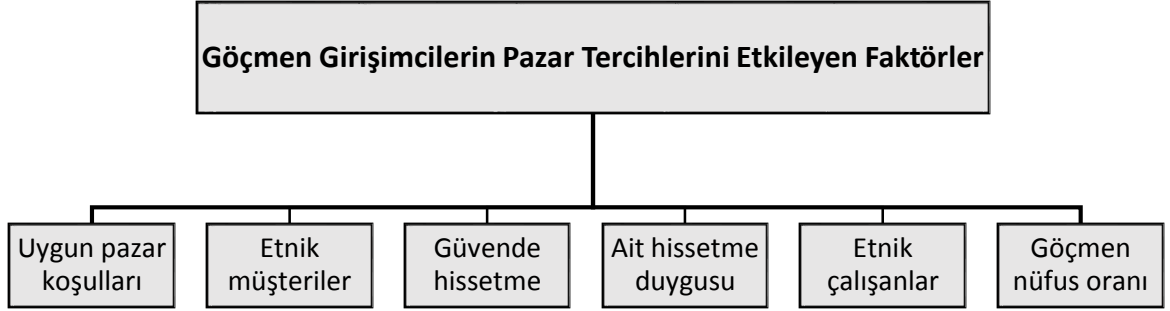 Göçmen Girişimcilerin Pazar Tercihlerini Etkileyen Faktörler
Uygun pazar
koşulları
Etnik
müşteriler
Güvende
hissetme
Ait hissetme
duygusu
Etnik
çalışanlar
Göçmen
nüfus oranı